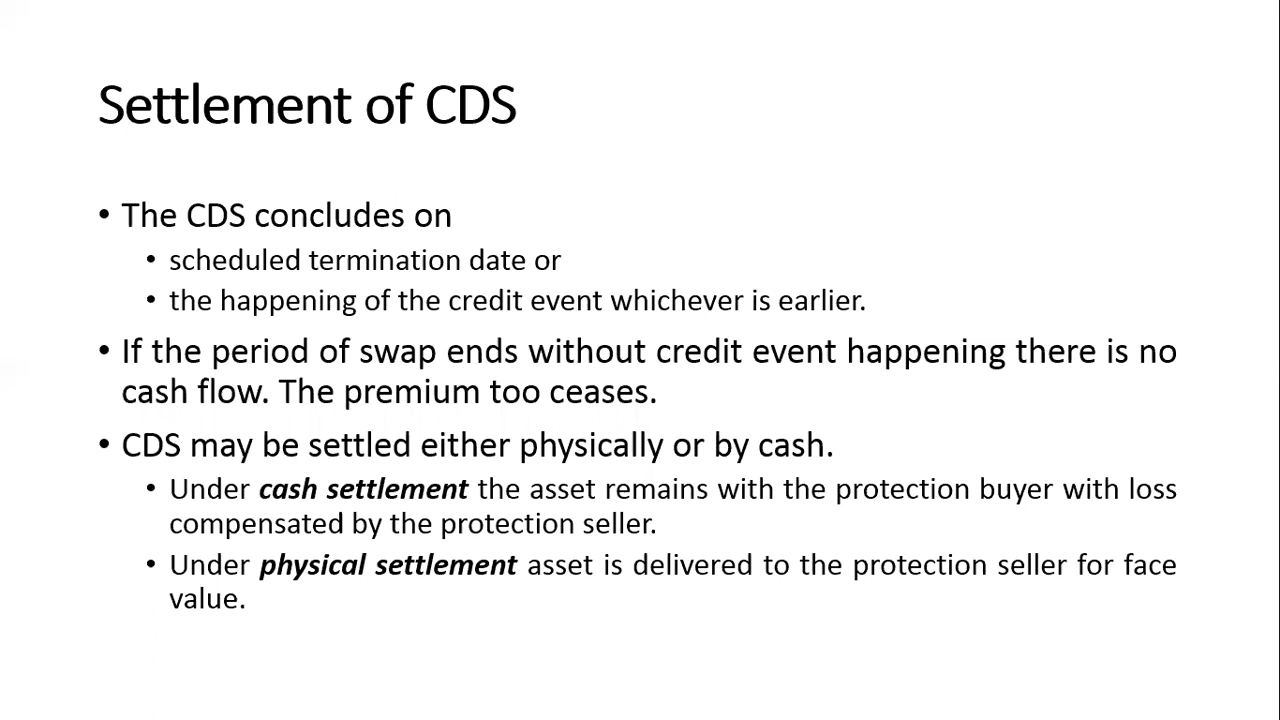 Settlement of CDS
• The CDS concludes on
• scheduled termination date or
• the happening of the credit event whichever is earlier.
• If the period of swap ends without credit event happening there is no
cash flow. The premium too ceases.
• CDS may be settled either physically or by cash.
• Under cash settlement the asset remains with the protection buyer with loss
compensated by the protection seller.
• Under physical settlement asset is delivered to the protection seller for face
value.